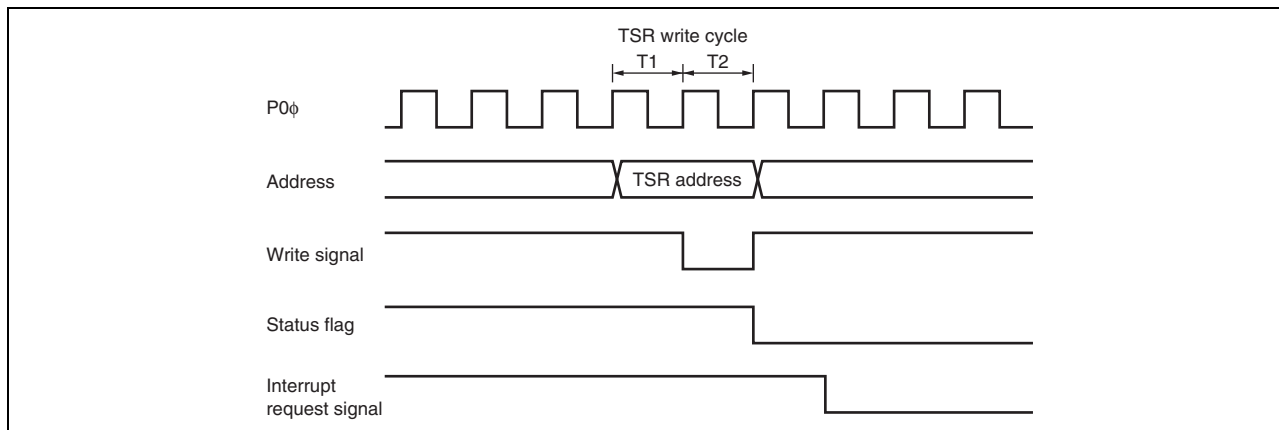 TSR write cycle
T1 T2
P0ϕ
Address TSR address
Write signal
Status flag
Interrupt
request signal